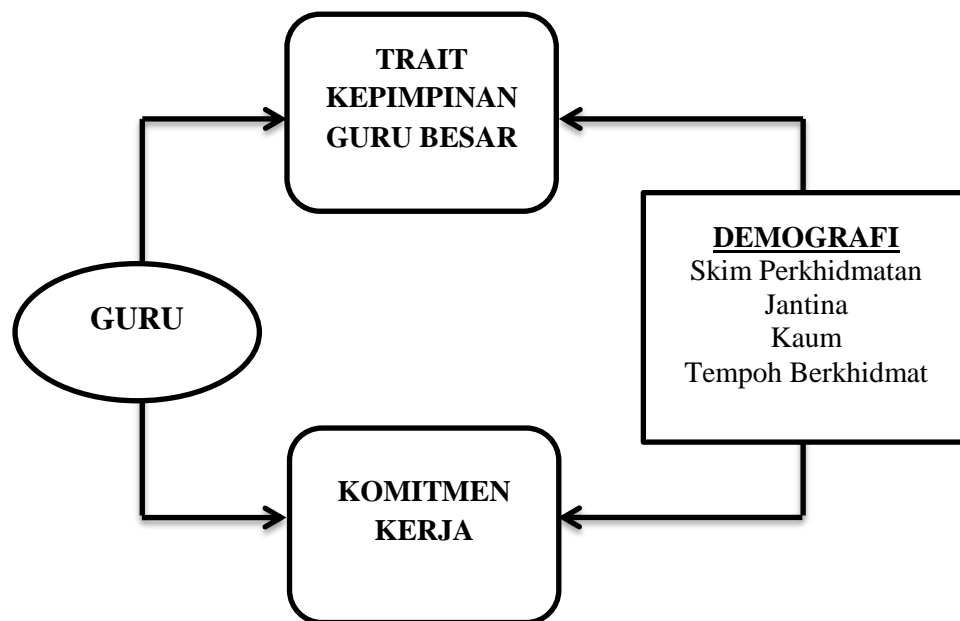 TRAIT
KEPIMPINAN
GURU BESAR
DEMOGRAFI
Skim Perkhidmatan
Jantina
Kaum
Tempoh Berkhidmat
GURU
KOMITMEN
KERJA